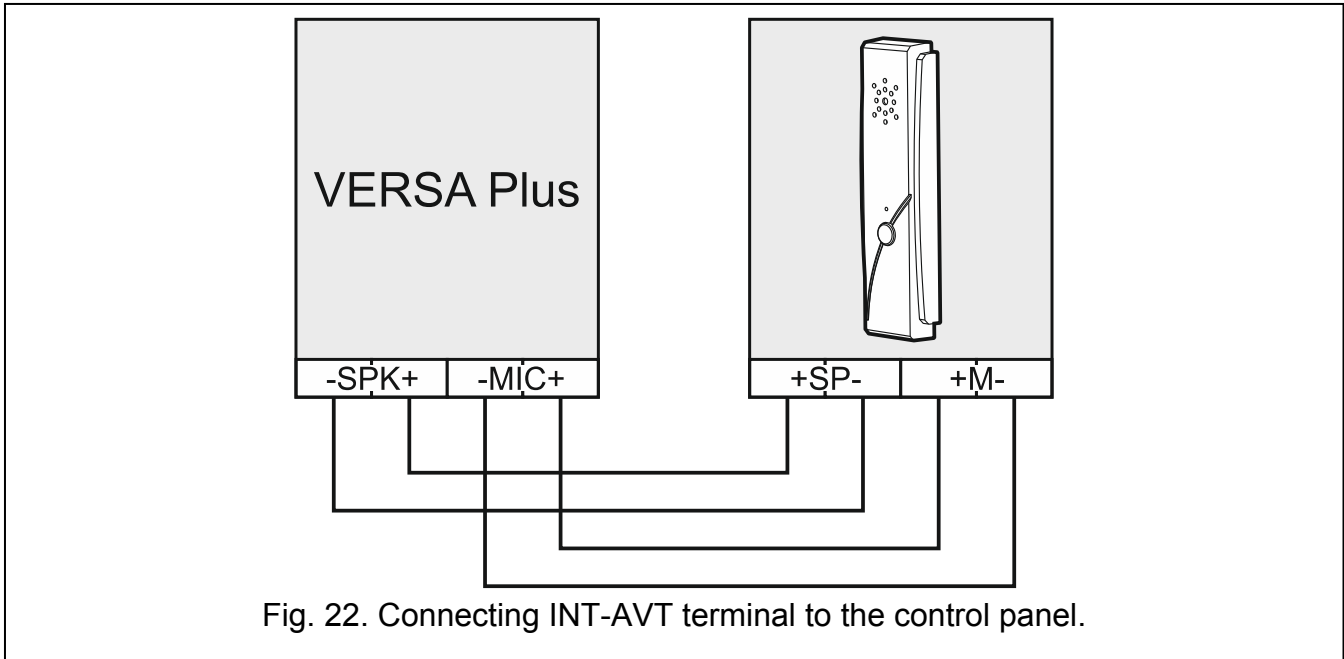 VERSA Plus
-SPK+ -MIC+ +SP- +M-
Fig. 22. Connecting INT-AVT terminal to the control panel.